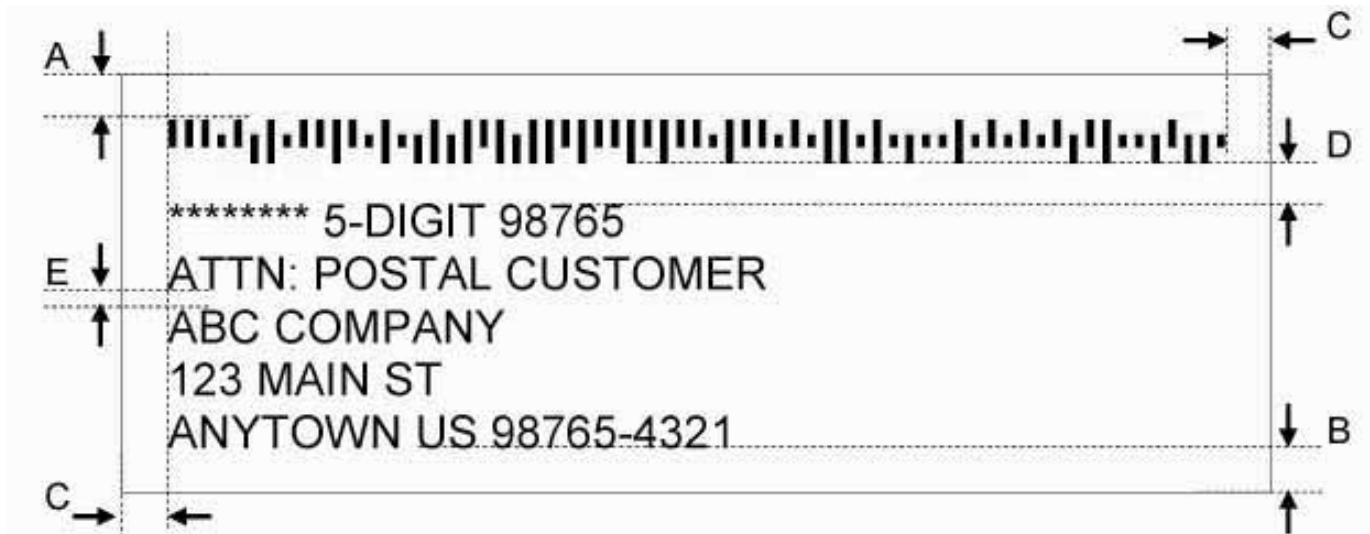 A
C
D
******** 5-DIGIT 98765
E
ATTN: POSTAL CUSTOMER
ABC COMPANY
123 MAIN ST
ANYTOWN US 98765-4321
B
C